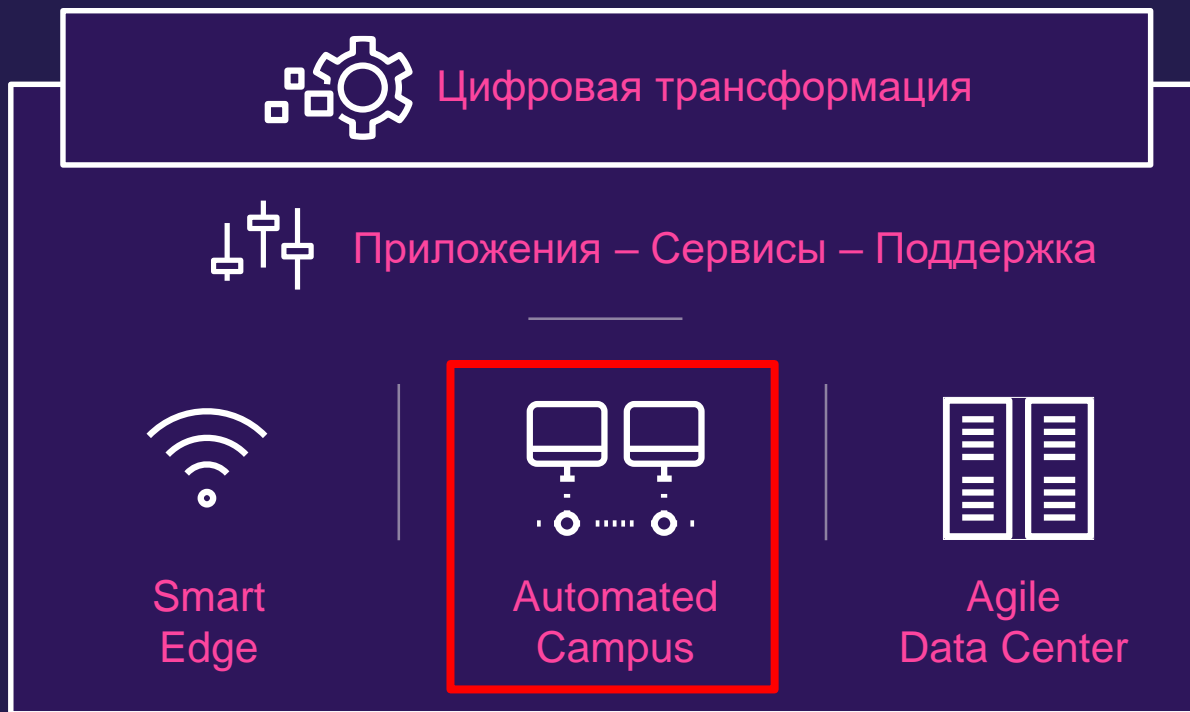 Цифровая трансформация
Приложения – Сервисы – Поддержка
Smart
Edge
Automated
Campus
Agile
Data Center